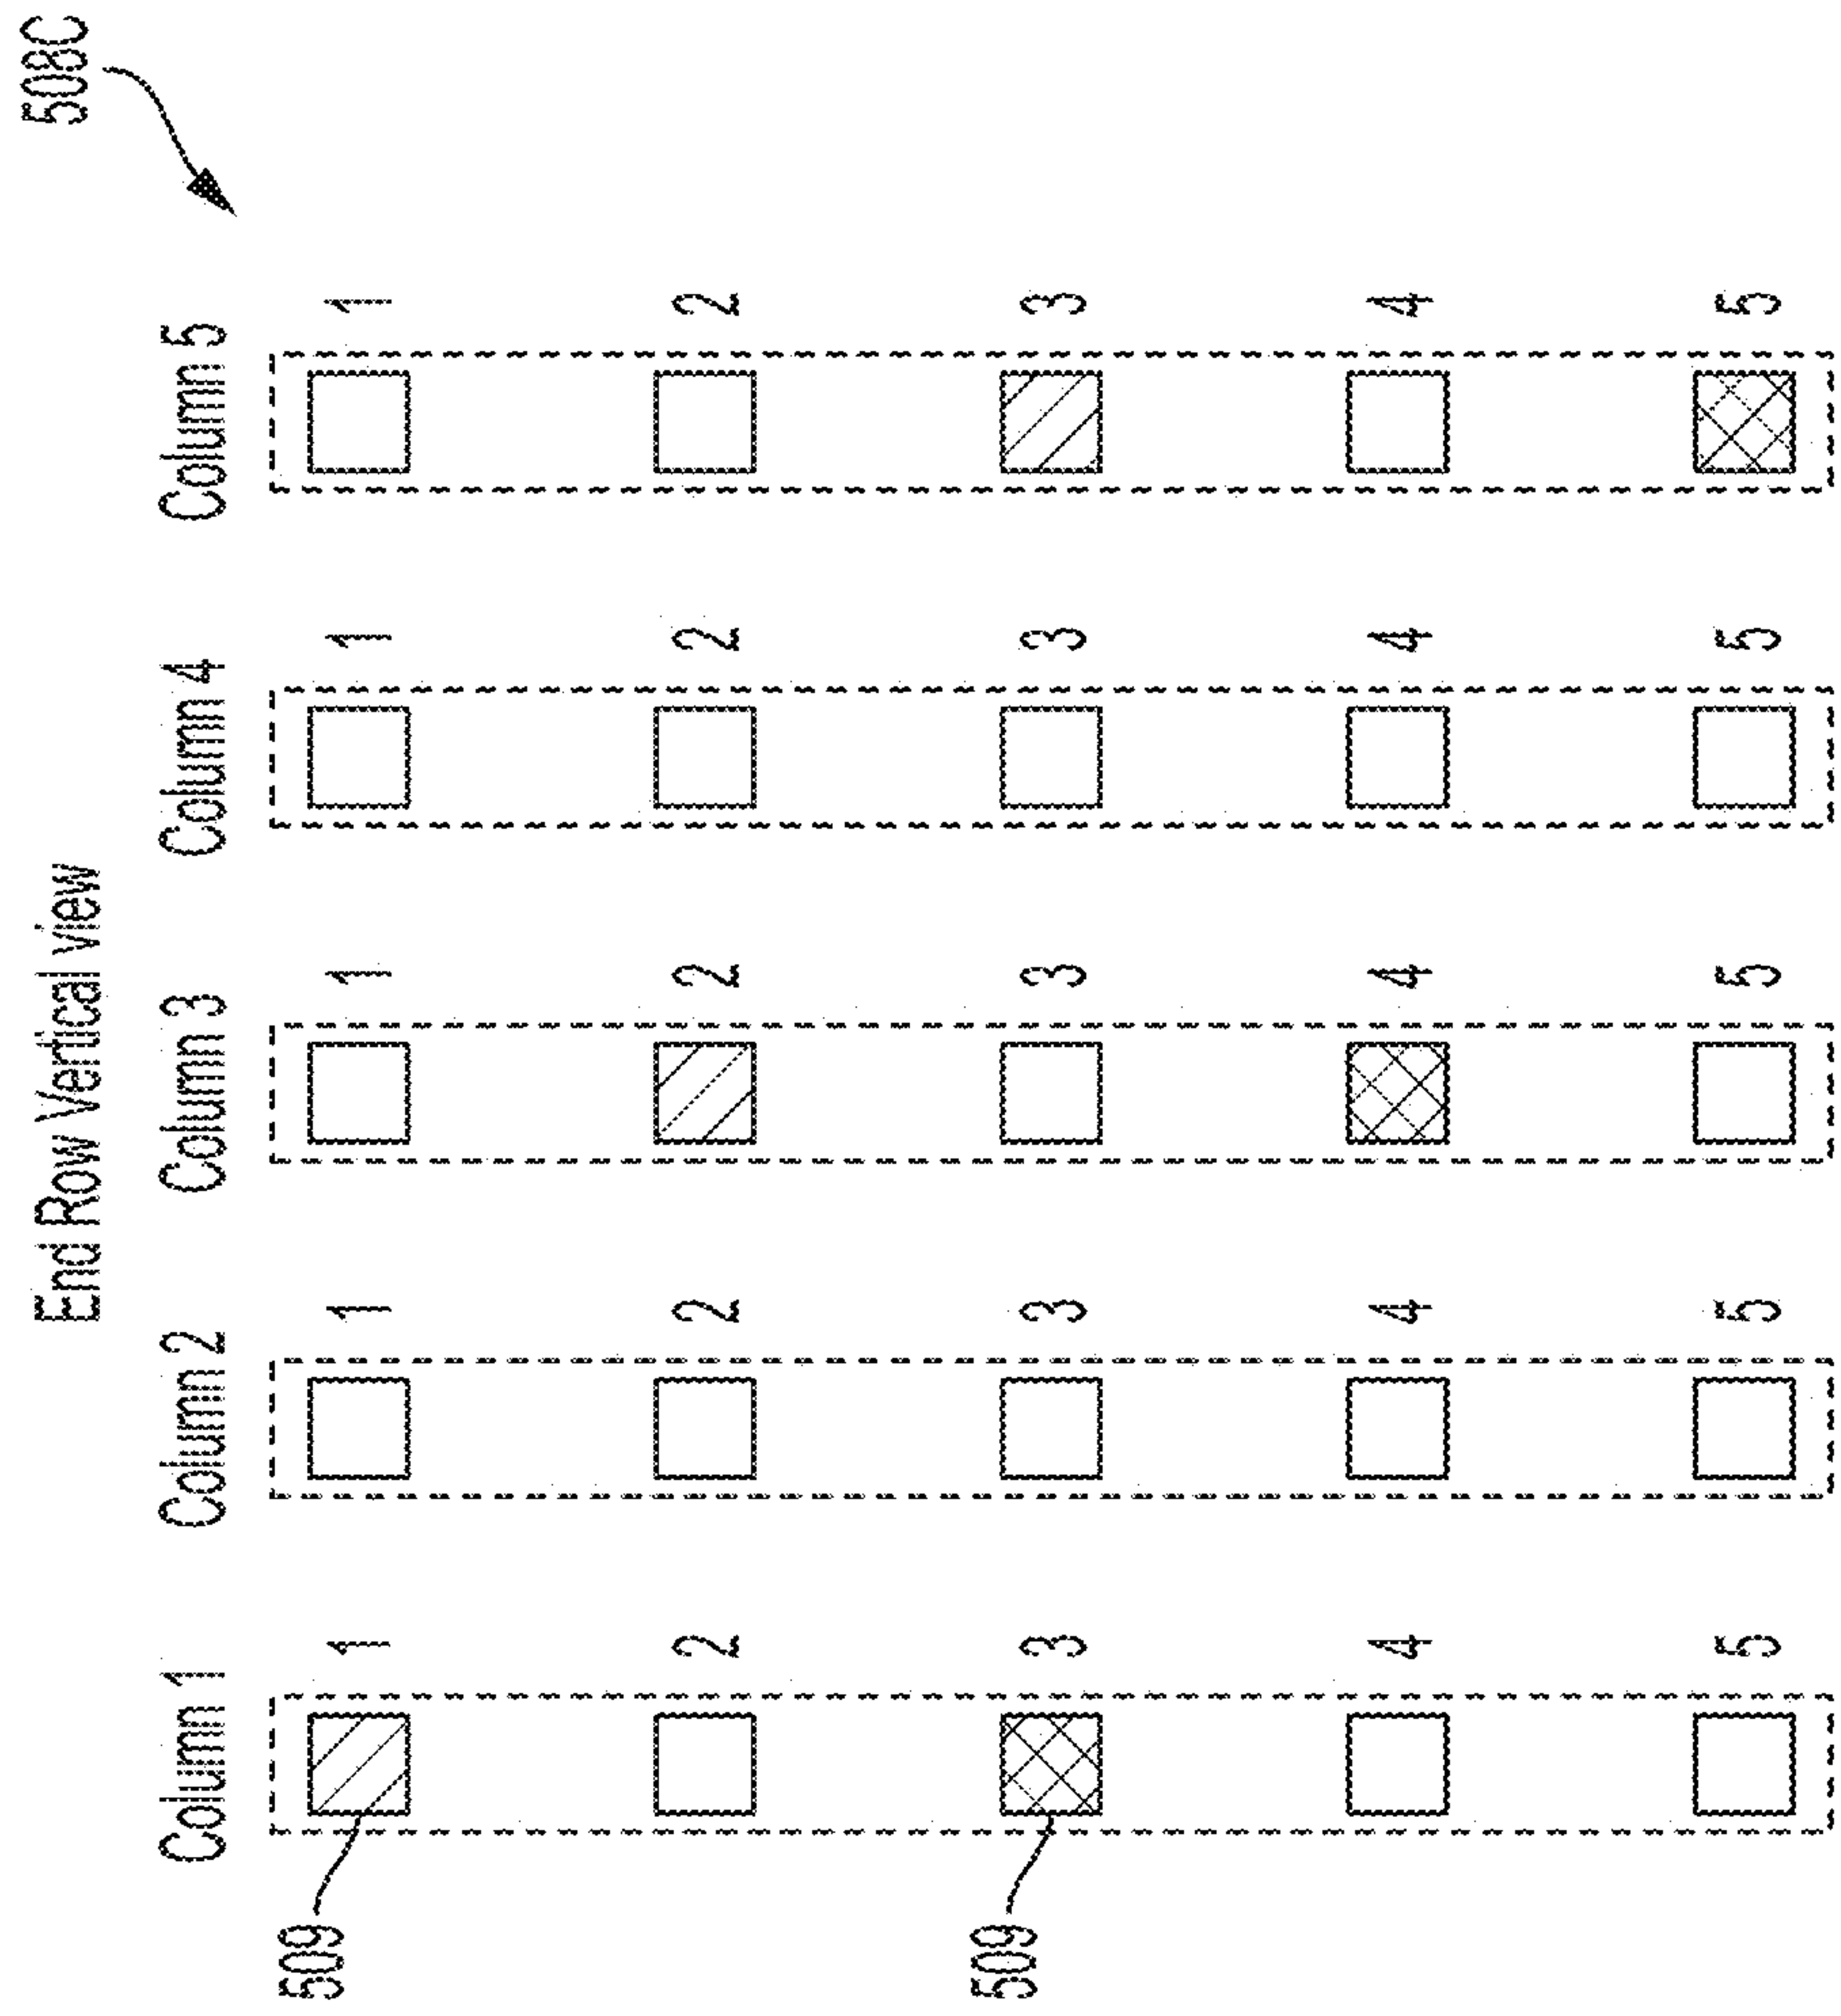 End Row Vertical view
508C
Column 1 Column 2 Column 3 Column 4 Column 5
509
1 1 1 1 1
2 2 2 2 2
509
3 3 3 3 3
4 4 4 4 4
5 5 5 5 5